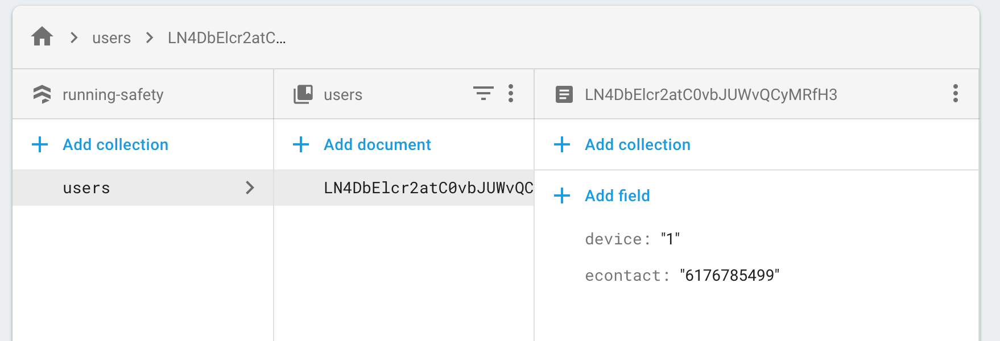 users LN4DbElcr2atC...
running-safety
users
LN4DbElcr2atC0vbJUWvQCyMRfH3
Add collection
Add document
Add collection
users
LN4DbElcr2atC0vbJUWvQC
Add field
device: "1"
econtact: "6176785499"